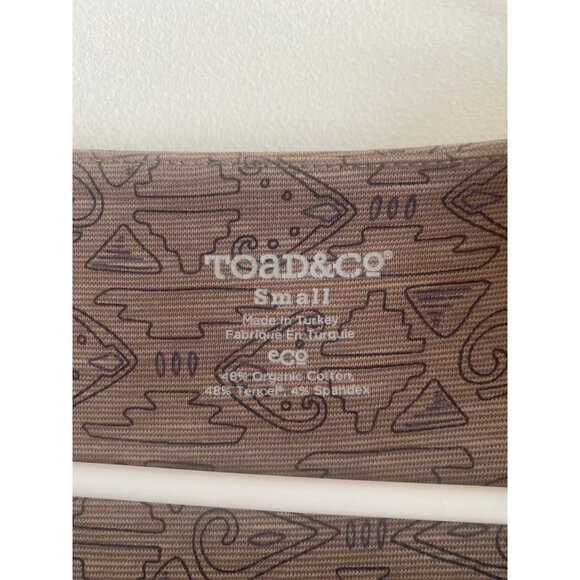 TOAD&CO®
Small
Made In Turkey
Fabriqué En Turquie
eco
48% Organic Cotton
48% Tencel® 4% Spandex